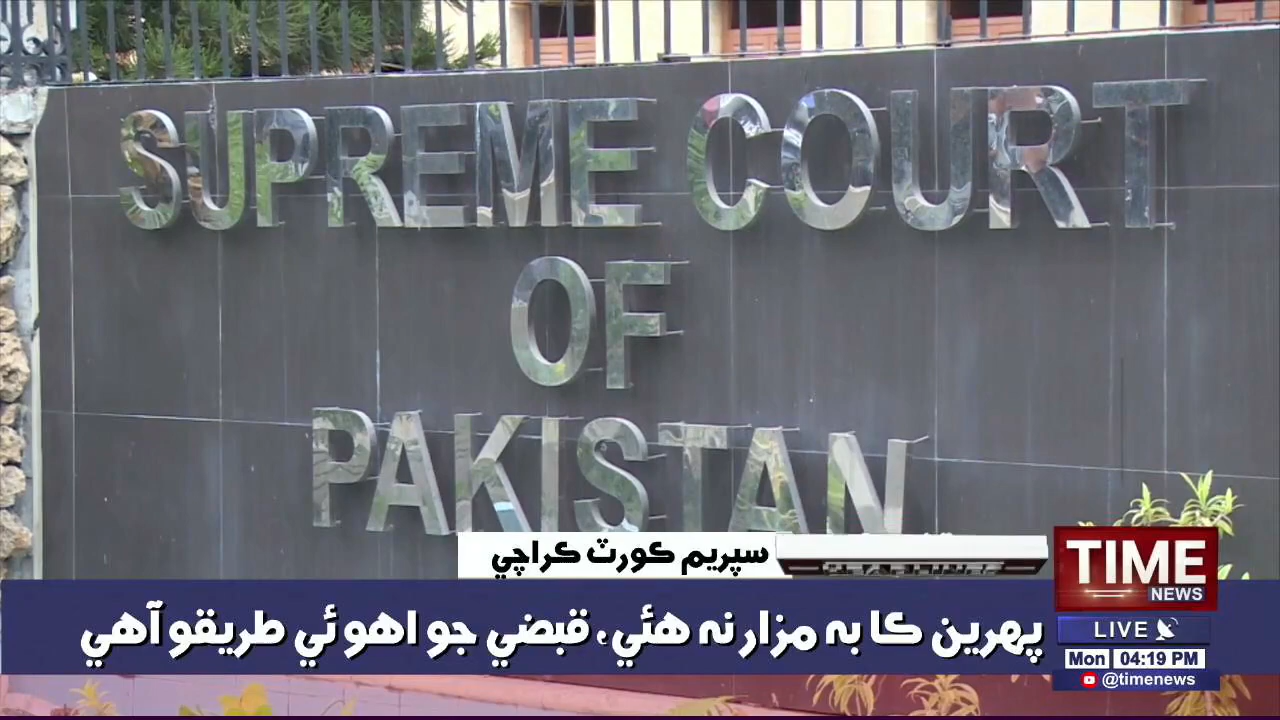 SUPREME COURT
OF
PAKISTAN
سپريم ڪورٽ ڪراچي
پهرين ڪا به مزار نه هئي، قبضي جو اهو ئي طريقو آهي
TIME
NEWS
LIVE
Mon 04:19 PM
@timenews